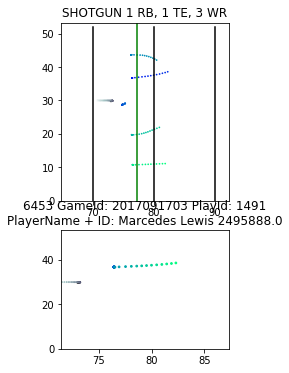 SHOTGUN 1 RB, 1 TE, 3 WR
50
40
30
20
10
0
70 80 90
6453 GameId: 2017091703 PlayId: 1491
PlayerName + ID: Marcedes Lewis 2495888.0
40
20
0
75 80 85